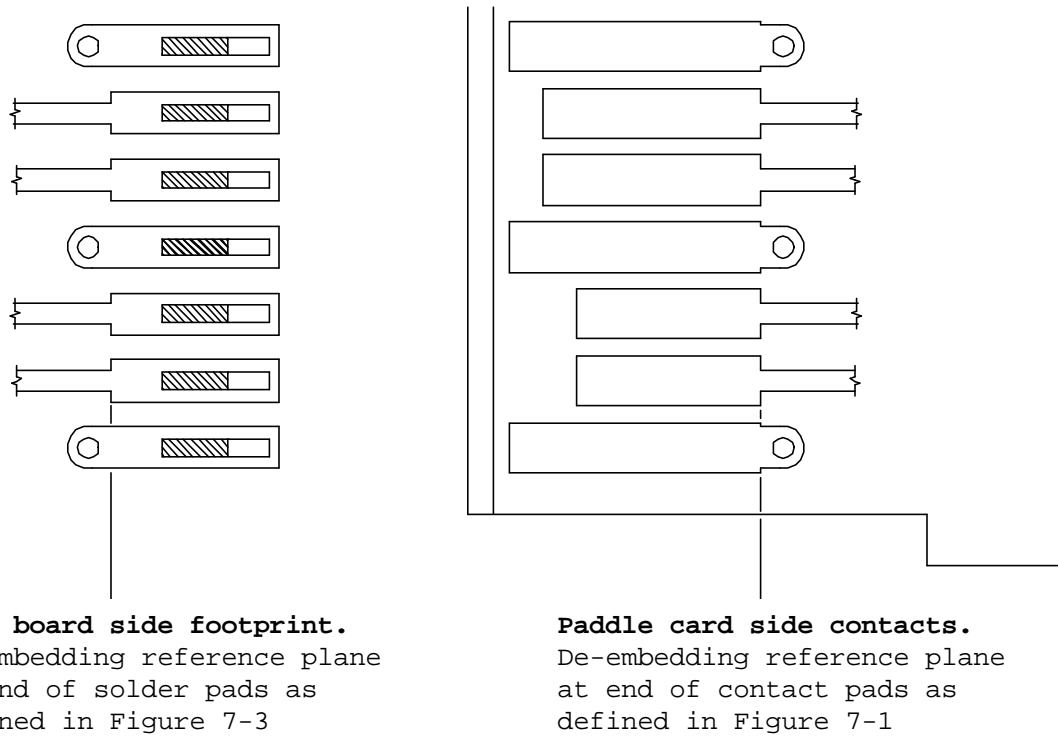 board side footprint.
mbedding reference plane
nd of solder pads as
ned in Figure 7-3
Paddle card side contacts.
De-embedding reference plane
at end of contact pads as
defined in Figure 7-1